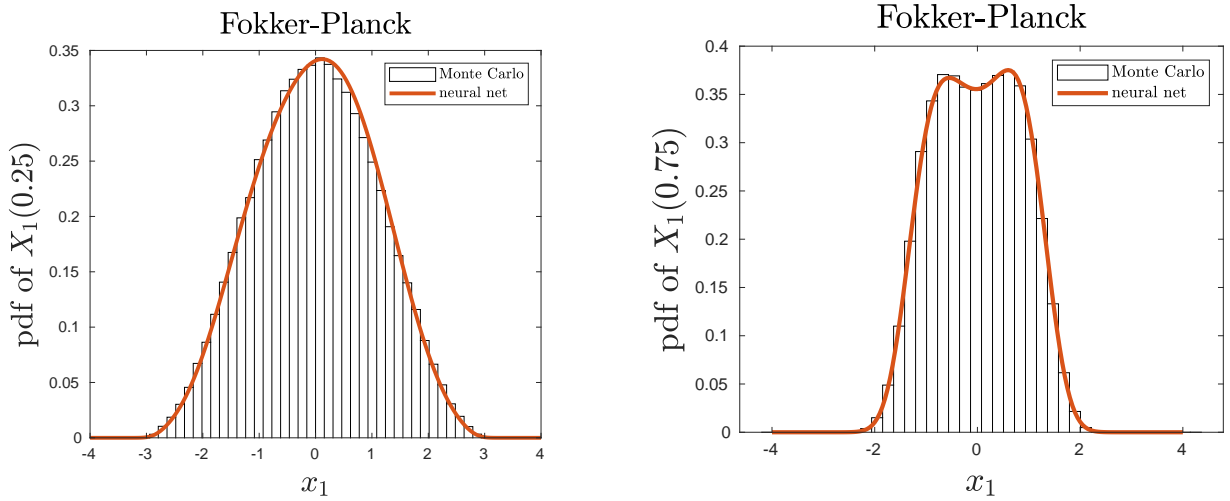 Fokker-Planck
pdf of X₁(0.25)
0.35
0.3
0.25
0.2
0.15
0.1
0.05
0
-4 -3 -2 -1 0 1 2 3 4
x₁
Monte Carlo
neural net
Fokker-Planck
pdf of X₁(0.75)
0.4
0.35
0.3
0.25
0.2
0.15
0.1
0.05
0
-4 -2 0 2 4
x₁
Monte Carlo
neural net